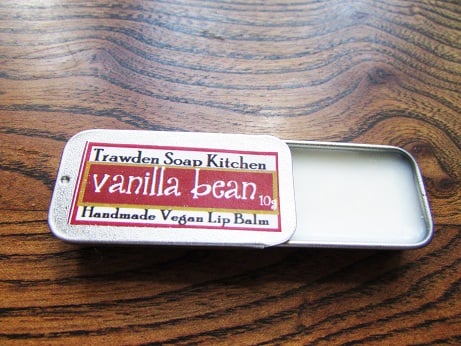 Trawden Soap Kitchen
vanilla bean 10g
Handmade Vegan Lip Balm